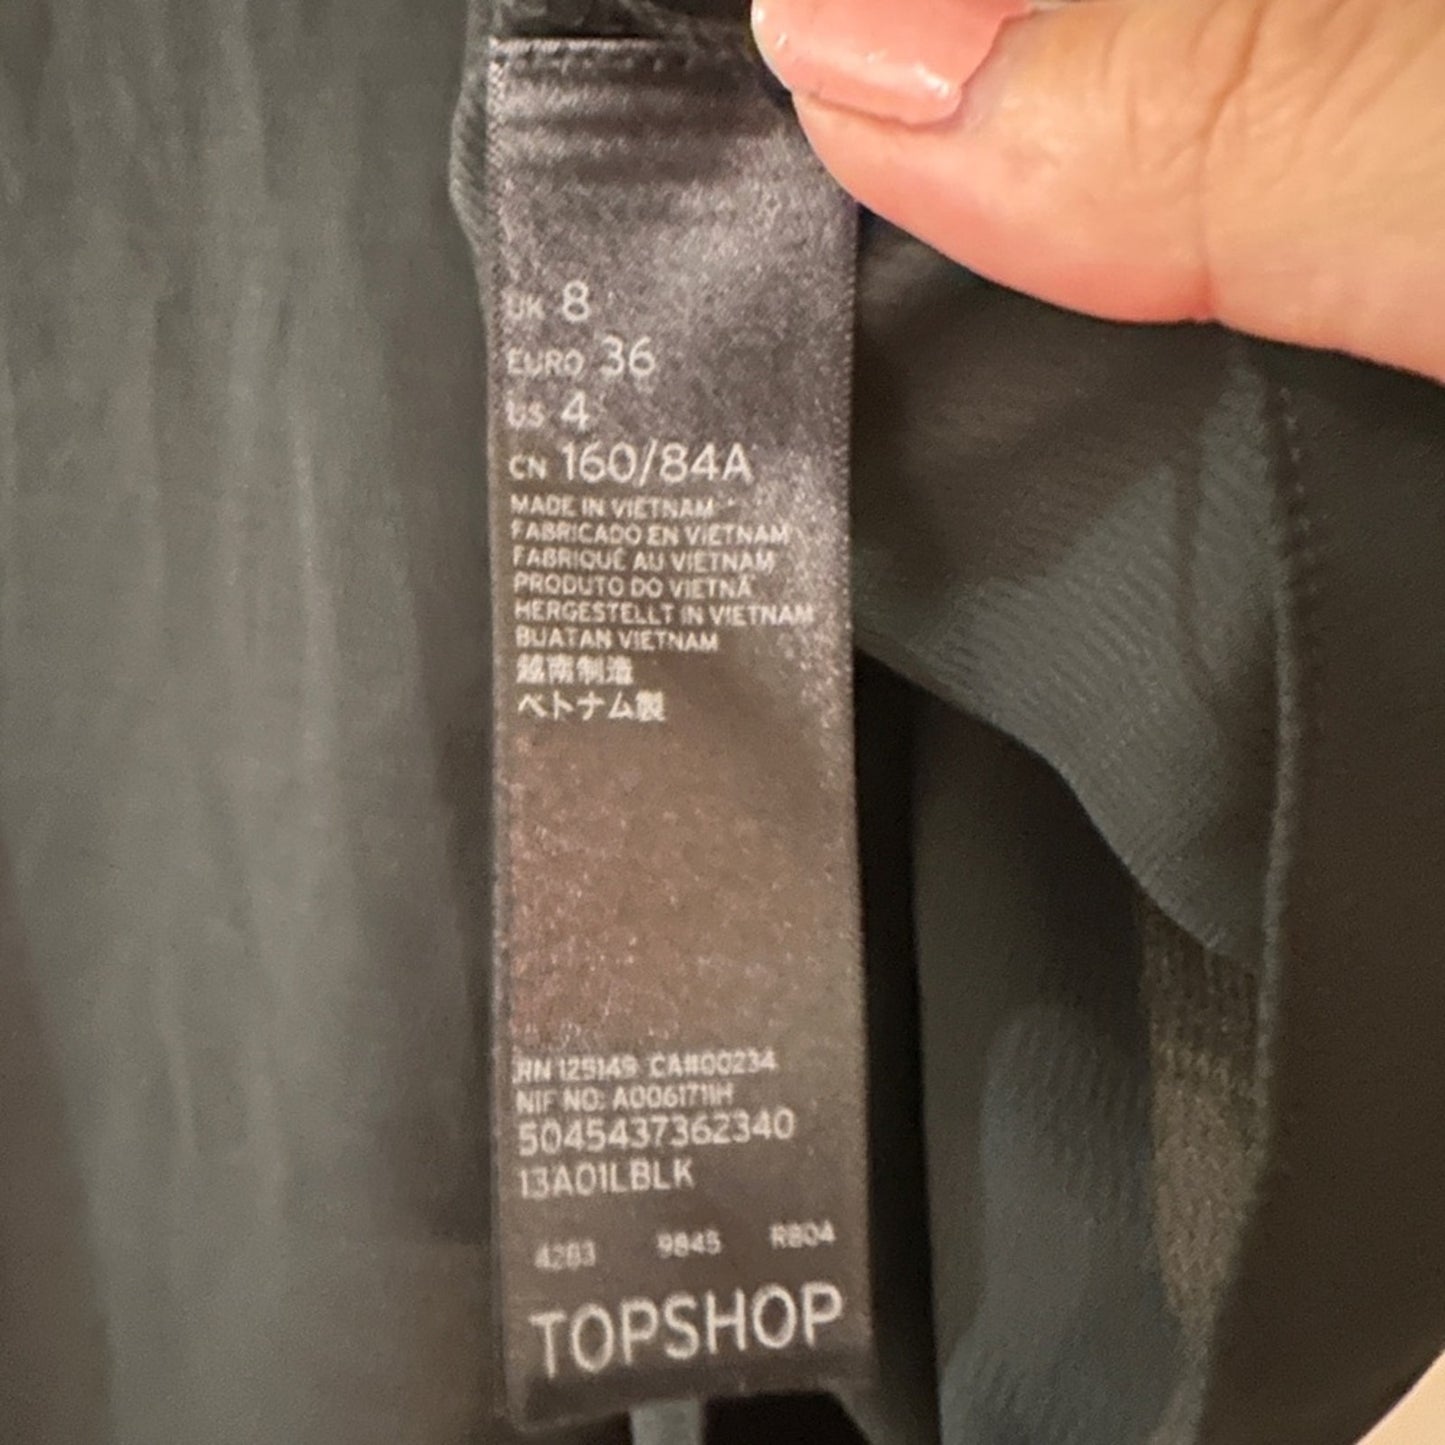 UK 8
EURO 36
US 4
CN 160/84A
MADE IN VIETNAM
FABRICADO EN VIETNAM
FABRIQUÉ AU VIETNAM
PRODUTO DO VIETNÃ
HERGESTELLT IN VIETNAM
BUATAN VIETNAM
越南制造
ベトナム製
RN 125149 CA#00234
NIF NO: A0061711H
5045437362340
13A01LBLK
4283 9845 R804
TOPSHOP